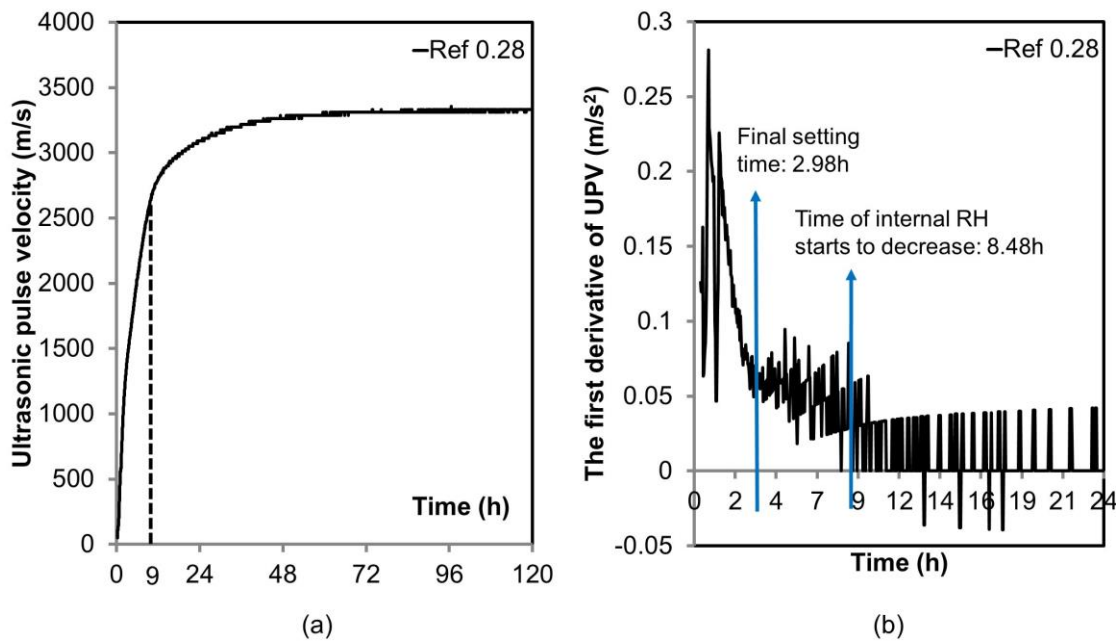 Ultrasonic pulse velocity (m/s)
4000
3500
3000
2500
2000
1500
1000
500
0
Ref 0.28
Time (h)
0 9 24 48 72 96 120
(a)
The first derivative of UPV (m/s²)
0.3
0.25
0.2
0.15
0.1
0.05
0
-0.05
Ref 0.28
Final setting
time: 2.98h
Time of internal RH
starts to decrease: 8.48h
0 2 4 7 9 12 14 16 19 21 24
Time (h)
(b)